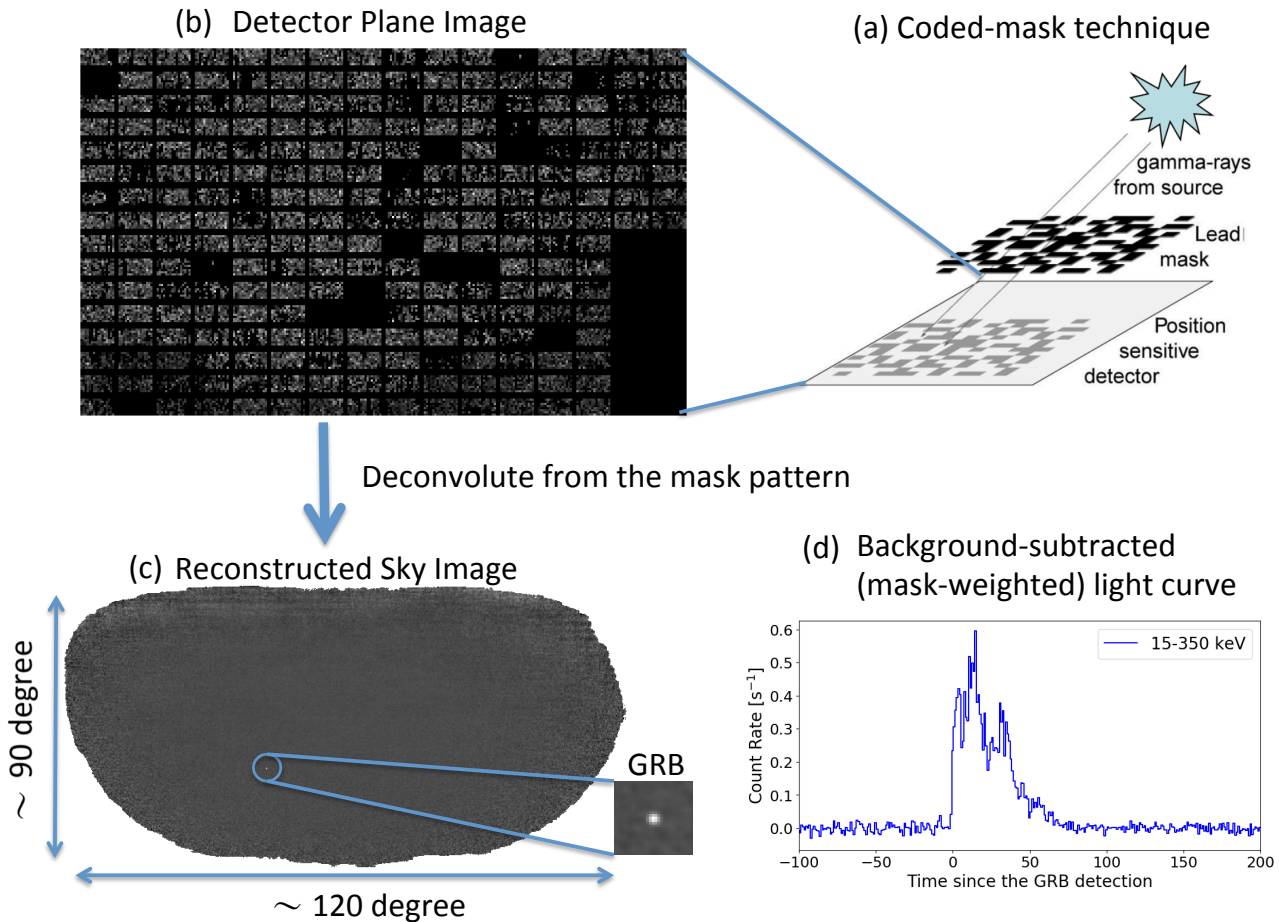 (b) Detector Plane Image
(a) Coded-mask technique
gamma-rays
from source
Lead
mask
Position
sensitive
detector
Deconvolute from the mask pattern
(c) Reconstructed Sky Image
~ 90 degree
GRB
~ 120 degree
(d) Background-subtracted
(mask-weighted) light curve
15-350 keV
Count Rate [s⁻¹]
0.6
0.5
0.4
0.3
0.2
0.1
0.0
−100 −50 0 50 100 150 200
Time since the GRB detection